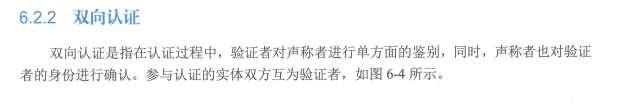 6.2.2 双向认证
双向认证是指在认证过程中，验证者对声称者进行单方面的鉴别，同时，声称者也对验证
者的身份进行确认。参与认证的实体双方互为验证者，如图 6-4 所示。